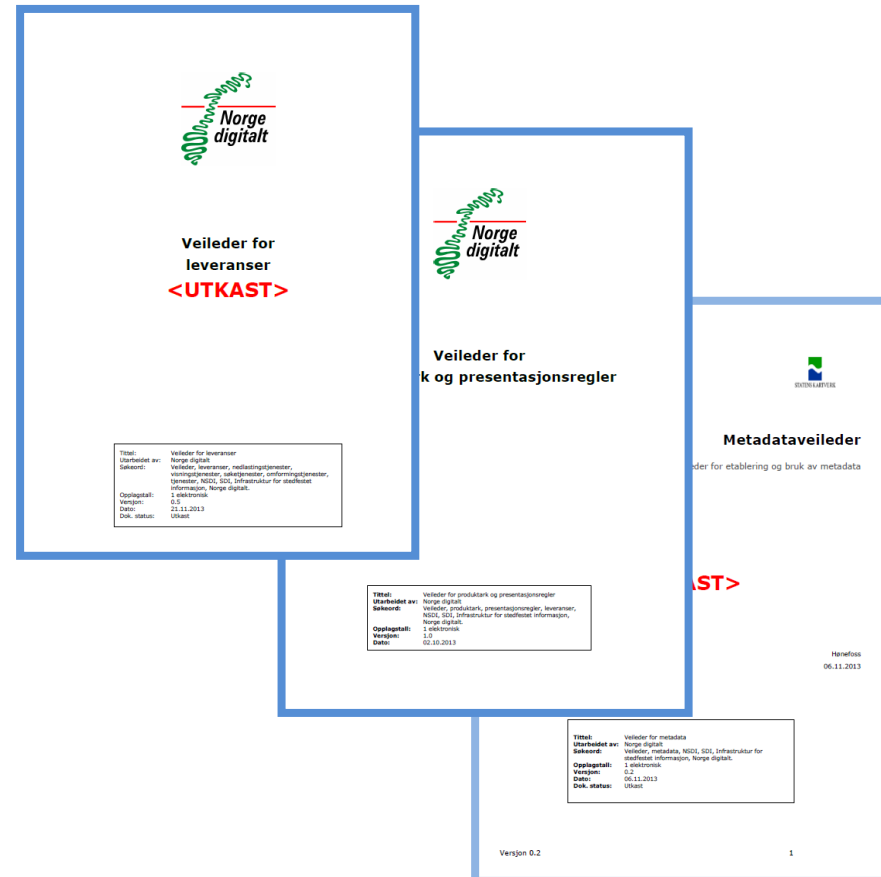 Norge
digitalt
Veileder for
leveranser
<UTKAST>
Tittel: Veileder for leveranser
Utarbeidet av: Norge digitalt
Søkeord: Veileder, leveranser, nedlastingstjenester,
visningstjenester, søketjenester, omformingstjenester,
tjenester, NSDI, SDI, Infrastruktur for stedfestet
informasjon, Norge digitalt.
Opplagstall: 1 elektronisk
Versjon: 0.5
Dato: 21.11.2013
Dok. status: Utkast
Norge
digitalt
Veileder for
k og presentasjonsregler
Tittel: Veileder for produktark og presentasjonsregler
Utarbeidet av: Norge digitalt
Søkeord: Veileder, produktark, presentasjonsregler, leveranser,
NSDI, SDI, Infrastruktur for stedfestet informasjon,
Norge digitalt.
Opplagstall: 1 elektronisk
Versjon: 1.0
Dato: 02.10.2013
STATENS KARTVERK
Metadataveileder
eder for etablering og bruk av metadata
AST>
Hønefoss
06.11.2013
Tittel: Veileder for metadata
Utarbeidet av: Norge digitalt
Søkeord: Veileder, metadata, NSDI, SDI, Infrastruktur for
stedfestet informasjon, Norge digitalt.
Opplagstall: 1 elektronisk
Versjon: 0.2
Dato: 06.11.2013
Dok. status: Utkast
Versjon 0.2 1